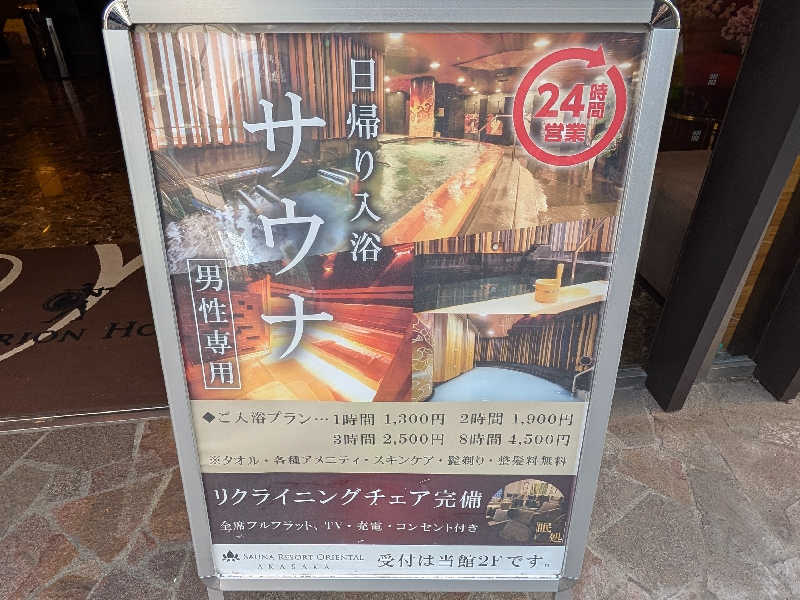 日帰り入浴
サウナ
男性専用
24時間
営業
◆ご入浴プラン…1時間 1,300円 2時間 1,900円
3時間 2,500円 8時間 4,500円
※タオル・各種アメニティ・スキンケア・髭剃り・整髪料無料
リクライニングチェア完備
全席フルフラット、TV・充電・コンセント付き
眠処
SAUNA RESORT ORIENTAL
AKASAKA
受付は当館2Fです。